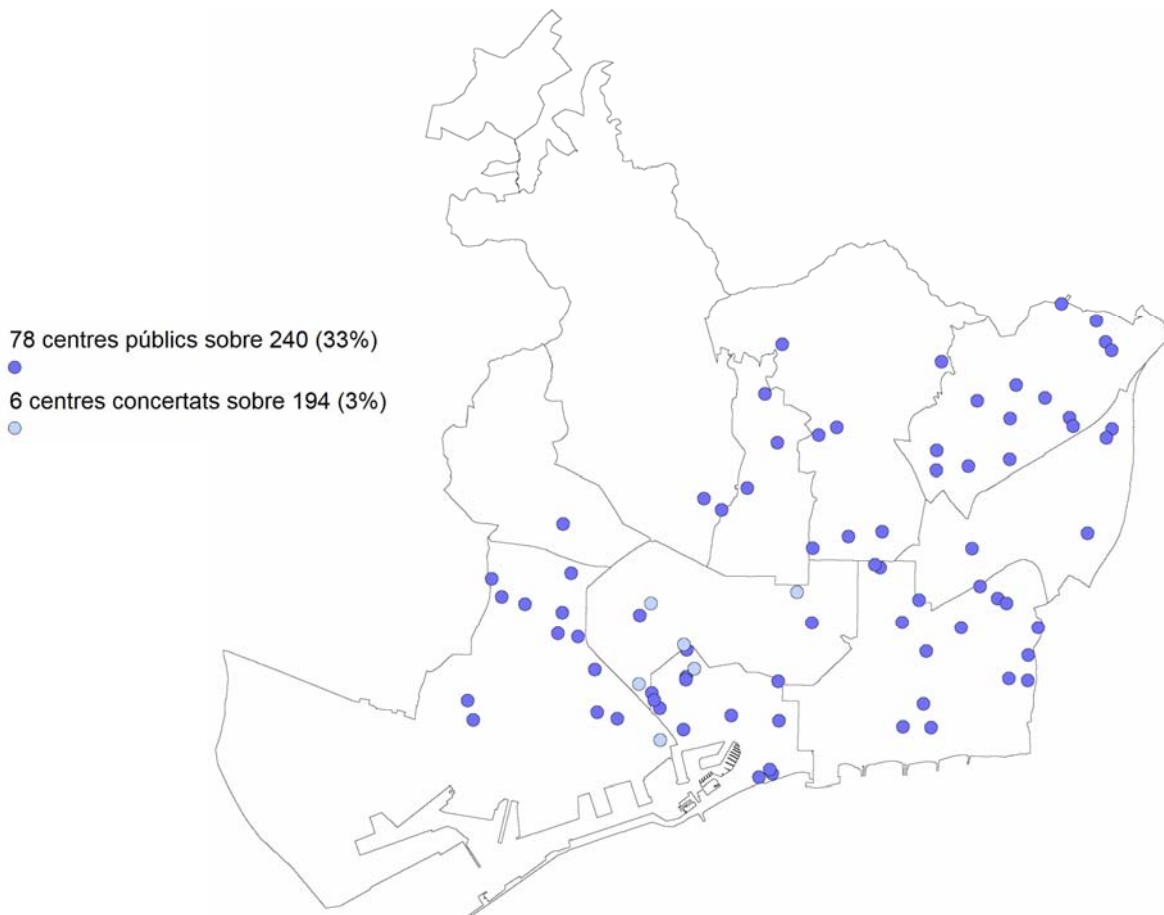 78 centres públics sobre 240 (33%)
6 centres concertats sobre 194 (3%)